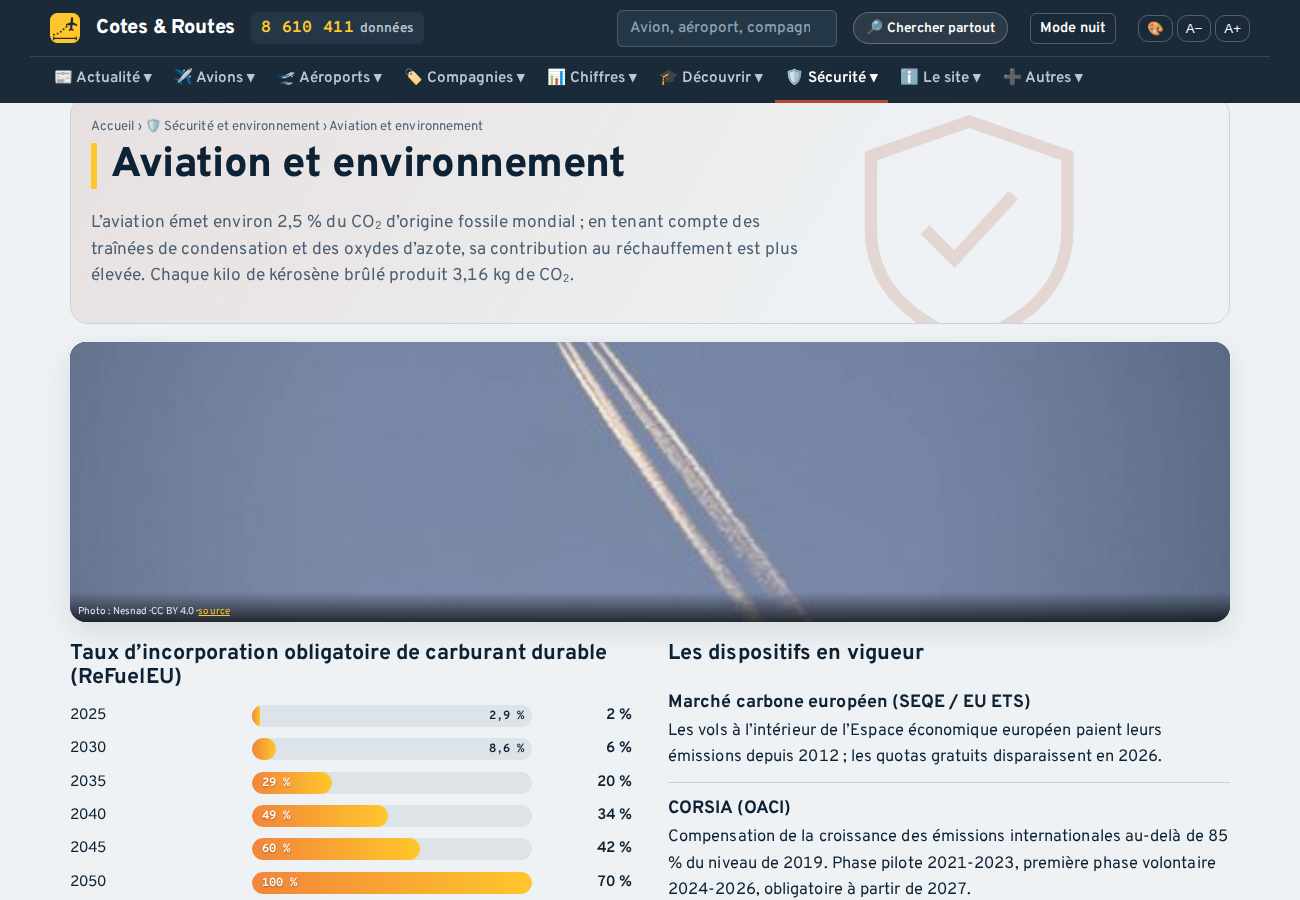 Cotes & Routes
8 610 411 données
Avion, aéroport, compagn
🔎 Chercher partout
Mode nuit
🎨
A−
A+
📰 Actualité ▾
✈️ Avions ▾
🛫 Aéroports ▾
🏷️ Compagnies ▾
📊 Chiffres ▾
🎓 Découvrir ▾
🛡️ Sécurité ▾
ℹ️ Le site ▾
➕ Autres ▾
Accueil › 🛡️ Sécurité et environnement › Aviation et environnement
Aviation et environnement
L’aviation émet environ 2,5 % du CO₂ d’origine fossile mondial ; en tenant compte des
traînées de condensation et des oxydes d’azote, sa contribution au réchauffement est plus
élevée. Chaque kilo de kérosène brûlé produit 3,16 kg de CO₂.
Photo : Nesnad · CC BY 4.0 · source
Taux d’incorporation obligatoire de carburant durable
(ReFuelEU)
2025 2,9 % 2 %
2030 8,6 % 6 %
2035 29 % 20 %
2040 49 % 34 %
2045 60 % 42 %
2050 100 % 70 %
Les dispositifs en vigueur
Marché carbone européen (SEQE / EU ETS)
Les vols à l’intérieur de l’Espace économique européen paient leurs
émissions depuis 2012 ; les quotas gratuits disparaissent en 2026.
CORSIA (OACI)
Compensation de la croissance des émissions internationales au-delà de 85
% du niveau de 2019. Phase pilote 2021-2023, première phase volontaire
2024-2026, obligatoire à partir de 2027.